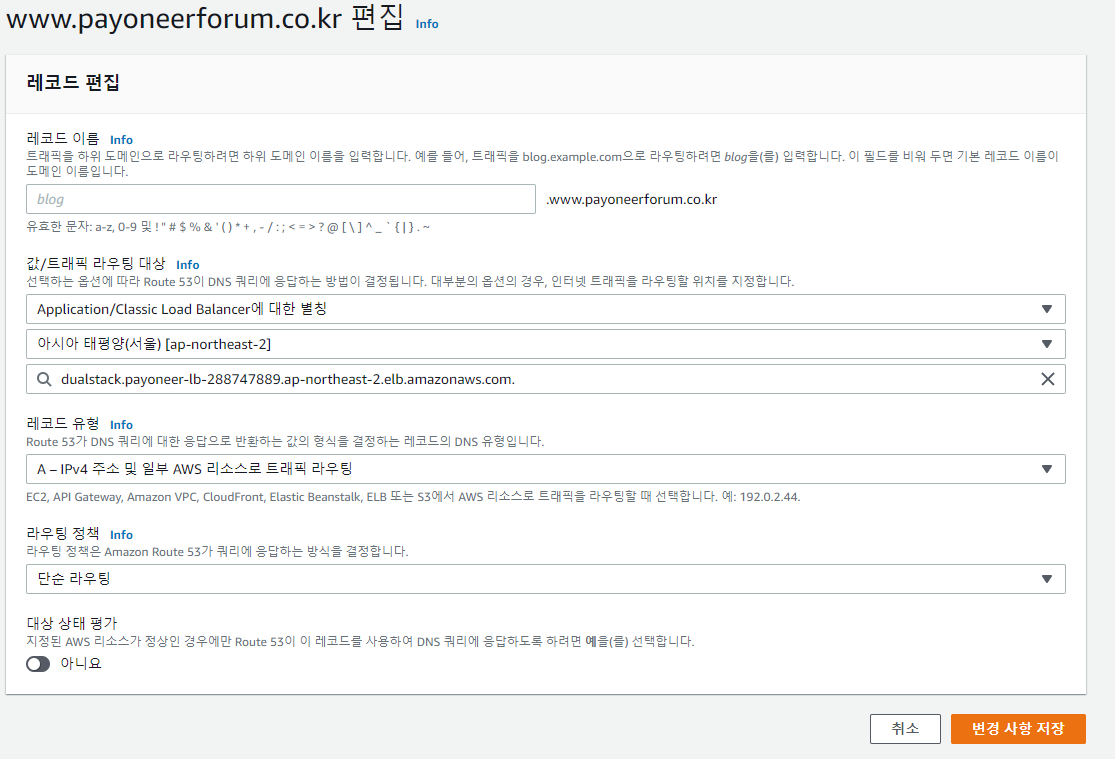 www.payoneerforum.co.kr 편집 Info
레코드 편집
레코드 이름 Info
트래픽을 하위 도메인으로 라우팅하려면 하위 도메인 이름을 입력합니다. 예를 들어, 트래픽을 blog.example.com으로 라우팅하려면 blog을(를) 입력합니다. 이 필드를 비워 두면 기본 레코드 이름이
도메인 이름입니다.
blog .www.payoneerforum.co.kr
유효한 문자: a-z, 0-9 및 ! " # $ % & ' ( ) * + , - / : ; < = > ? @ [ \ ] ^ _ ` { | } . ~
값/트래픽 라우팅 대상 Info
선택하는 옵션에 따라 Route 53이 DNS 쿼리에 응답하는 방법이 결정됩니다. 대부분의 옵션의 경우, 인터넷 트래픽을 라우팅할 위치를 지정합니다.
Application/Classic Load Balancer에 대한 별칭
아시아 태평양(서울) [ap-northeast-2]
dualstack.payoneer-lb-288747889.ap-northeast-2.elb.amazonaws.com.
레코드 유형 Info
Route 53가 DNS 쿼리에 대한 응답으로 반환하는 값의 형식을 결정하는 레코드의 DNS 유형입니다.
A – IPv4 주소 및 일부 AWS 리소스로 트래픽 라우팅
EC2, API Gateway, Amazon VPC, CloudFront, Elastic Beanstalk, ELB 또는 S3에서 AWS 리소스로 트래픽을 라우팅할 때 선택합니다. 예: 192.0.2.44.
라우팅 정책 Info
라우팅 정책은 Amazon Route 53가 쿼리에 응답하는 방식을 결정합니다.
단순 라우팅
대상 상태 평가
지정된 AWS 리소스가 정상인 경우에만 Route 53이 이 레코드를 사용하여 DNS 쿼리에 응답하도록 하려면 예을(를) 선택합니다.
아니요
취소 변경 사항 저장